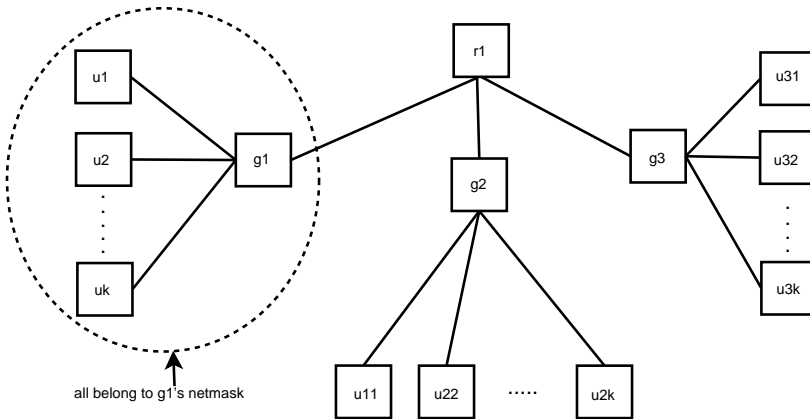 r1
u1
u2
uk
g1
g2
g3
u31
u32
u3k
u11
u22
.....
u2k
all belong to g1's netmask